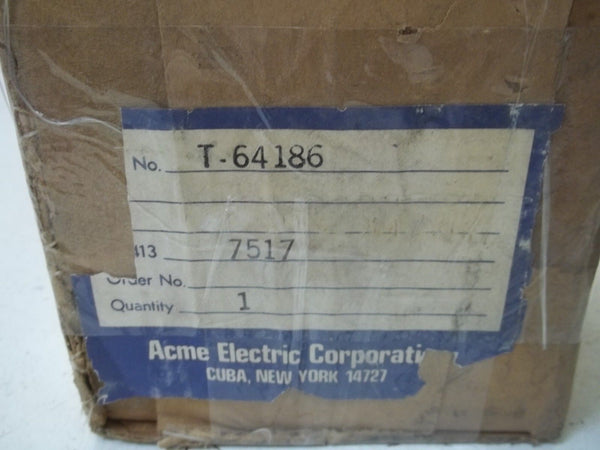 No. T-64186
413 7517
Order No.
Quantity 1
Acme Electric Corporati
CUBA, NEW YORK 14727